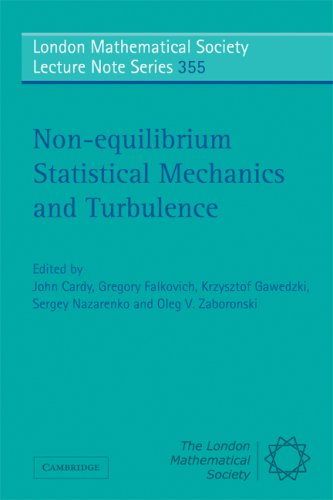 London Mathematical Society
Lecture Note Series 355
Non-equilibrium
Statistical Mechanics
and Turbulence
Edited by
John Cardy, Gregory Falkovich, Krzysztof Gawedzki,
Sergey Nazarenko and Oleg V. Zaboronski
CAMBRIDGE
The London
Mathematical
Society